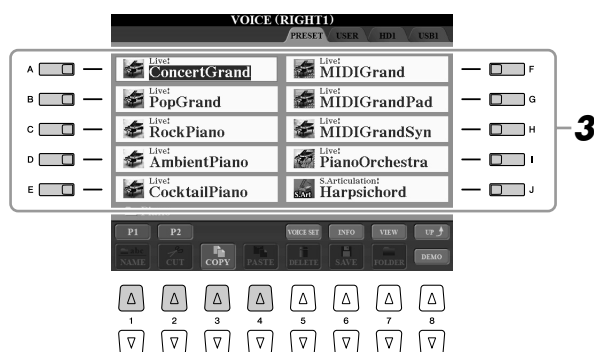 VOICE (RIGHT1)
PRESET USER HD1 USB1
A Live! ConcertGrand Live! MIDIGrand F
B Live! PopGrand Live! MIDIGrandPad G
C Live! RockPiano Live! MIDIGrandSyn H
D Live! AmbientPiano Live! PianoOrchestra I
E Live! CocktailPiano S.Art. S.Articulation! Harpsichord J
3
P1 P2 VOICE SET INFO VIEW UP
NAME CUT COPY PASTE DELETE SAVE FOLDER DEMO
1 2 3 4 5 6 7 8